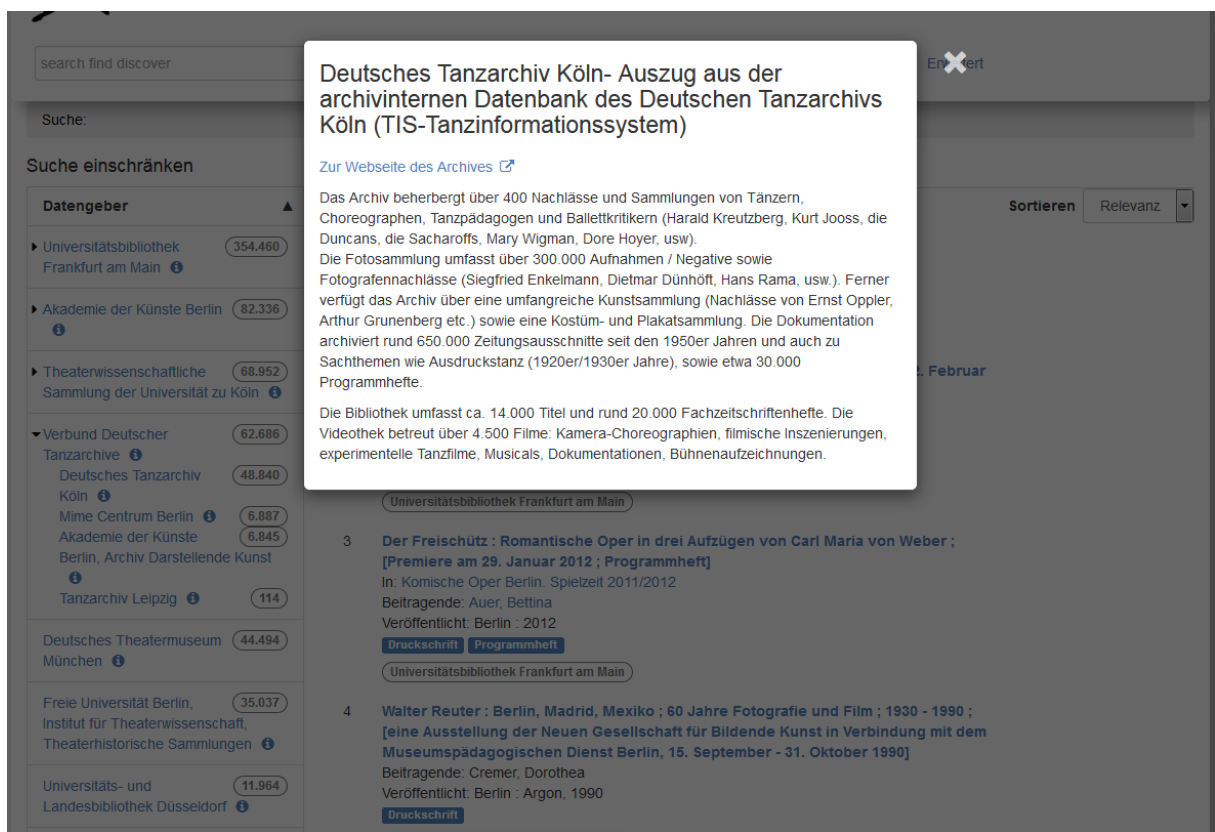 search find discover
Deutsches Tanzarchiv Köln- Auszug aus der
archivinternen Datenbank des Deutschen Tanzarchivs
Köln (TIS-Tanzinformationssystem)
Zur Webseite des Archives
Das Archiv beherbergt über 400 Nachlässe und Sammlungen von Tänzern,
Choreographen, Tanzpädagogen und Ballettkritikern (Harald Kreutzberg, Kurt Jooss, die
Duncans, die Sacharoffs, Mary Wigman, Dore Hoyer, usw).
Die Fotosammlung umfasst über 300.000 Aufnahmen / Negative sowie
Fotografennachlässe (Siegfried Enkelmann, Dietmar Dünhöft, Hans Rama, usw.). Ferner
verfügt das Archiv über eine umfangreiche Kunstsammlung (Nachlässe von Ernst Oppler,
Arthur Grunenberg etc.) sowie eine Kostüm- und Plakatsammlung. Die Dokumentation
archiviert rund 650.000 Zeitungsausschnitte seit den 1950er Jahren und auch zu
Sachthemen wie Ausdruckstanz (1920er/1930er Jahre), sowie etwa 30.000
Programmhefte.
Die Bibliothek umfasst ca. 14.000 Titel und rund 20.000 Fachzeitschriftenhefte. Die
Videothek betreut über 4.500 Filme: Kamera-Choreographien, filmische Inszenierungen,
experimentelle Tanzfilme, Musicals, Dokumentationen, Bühnenaufzeichnungen.
Suche:
Suche einschränken
Datengeber
Universitätsbibliothek 354.460
Frankfurt am Main
Akademie der Künste Berlin 82.336
Theaterwissenschaftliche 68.952
Sammlung der Universität zu Köln
Verbund Deutscher 62.686
Tanzarchive
Deutsches Tanzarchiv 48.840
Köln
Mime Centrum Berlin 6.887
Akademie der Künste 6.845
Berlin, Archiv Darstellende Kunst
Tanzarchiv Leipzig 114
Deutsches Theatermuseum 44.494
München
Freie Universität Berlin, 35.037
Institut für Theaterwissenschaft,
Theaterhistorische Sammlungen
Universitäts- und 11.964
Landesbibliothek Düsseldorf
Sortieren Relevanz
. Februar
Universitätsbibliothek Frankfurt am Main
3 Der Freischütz : Romantische Oper in drei Aufzügen von Carl Maria von Weber ;
[Premiere am 29. Januar 2012 ; Programmheft]
In: Komische Oper Berlin. Spielzeit 2011/2012
Beitragende: Auer, Bettina
Veröffentlicht: Berlin : 2012
Druckschrift Programmheft
Universitätsbibliothek Frankfurt am Main
4 Walter Reuter : Berlin, Madrid, Mexiko ; 60 Jahre Fotografie und Film ; 1930 - 1990 ;
[eine Ausstellung der Neuen Gesellschaft für Bildende Kunst in Verbindung mit dem
Museumspädagogischen Dienst Berlin, 15. September - 31. Oktober 1990]
Beitragende: Cremer, Dorothea
Veröffentlicht: Berlin : Argon, 1990
Druckschrift